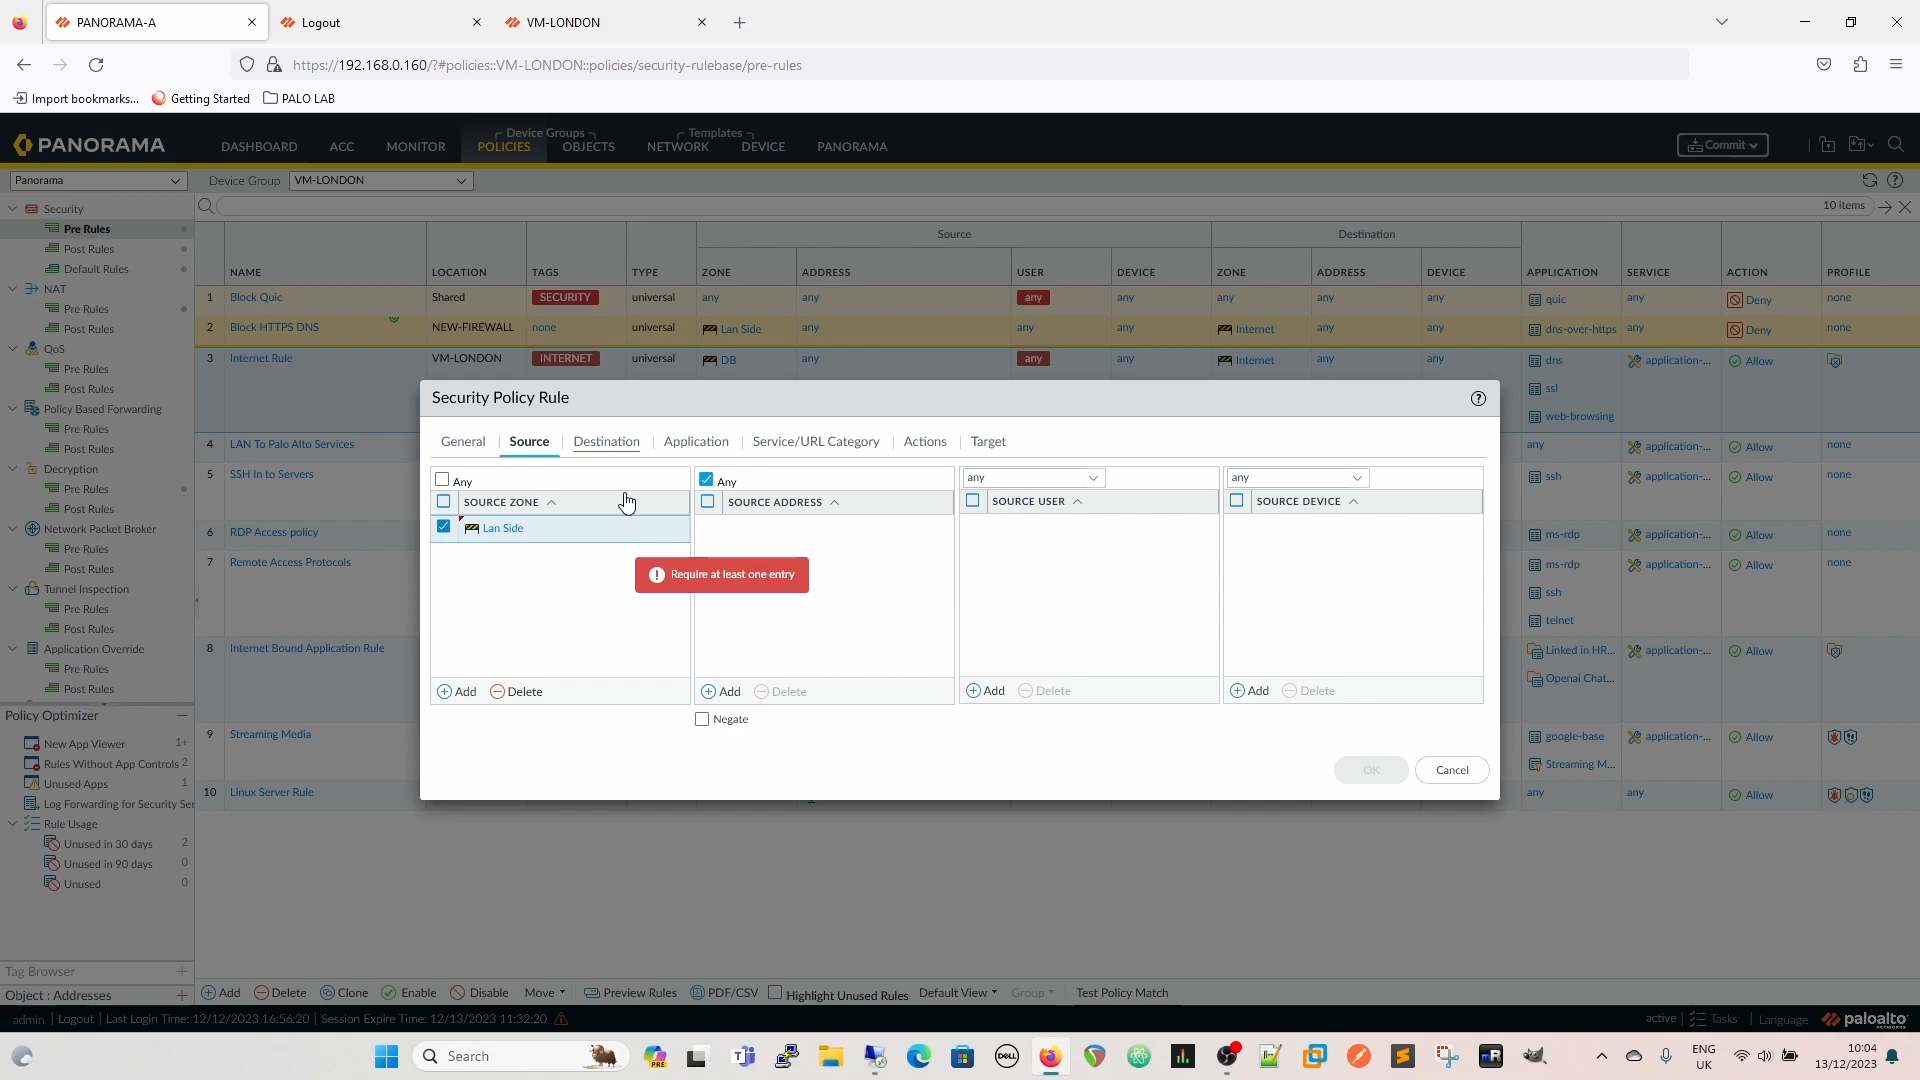 PANORAMA-A
Logout
VM-LONDON
https://192.168.0.160/?#policies::VM-LONDON::policies/security-rulebase/pre-rules
Import bookmarks...
Getting Started
PALO LAB
PANORAMA
DASHBOARD
ACC
MONITOR
Device Groups
POLICIES
OBJECTS
Templates
NETWORK
DEVICE
PANORAMA
Commit
Panorama
Device Group
VM-LONDON
10 items
Security
Pre Rules
Post Rules
Default Rules
NAT
Pre Rules
Post Rules
QoS
Pre Rules
Post Rules
Policy Based Forwarding
Pre Rules
Post Rules
Decryption
Pre Rules
Post Rules
Network Packet Broker
Pre Rules
Post Rules
Tunnel Inspection
Pre Rules
Post Rules
Application Override
Pre Rules
Post Rules
Policy Optimizer
New App Viewer 1+
Rules Without App Controls 2
Unused Apps 1
Log Forwarding for Security Ser
Rule Usage
Unused in 30 days 2
Unused in 90 days 0
Unused 0
Tag Browser
Object : Addresses
Source
Destination
NAME LOCATION TAGS TYPE ZONE ADDRESS USER DEVICE ZONE ADDRESS DEVICE APPLICATION SERVICE ACTION PROFILE
1 Block Quic Shared SECURITY universal any any any any any any any quic any Deny none
2 Block HTTPS DNS NEW-FIREWALL none universal Lan Side any any any Internet any any dns-over-https any Deny none
3 Internet Rule VM-LONDON INTERNET universal DB any any any Internet any any dns application-... Allow
ssl
web-browsing
4 LAN To Palo Alto Services any application-... Allow none
5 SSH In to Servers ssh application-... Allow none
6 RDP Access policy ms-rdp application-... Allow none
7 Remote Access Protocols ms-rdp application-... Allow none
ssh
telnet
8 Internet Bound Application Rule Linked in HR... application-... Allow
Openai Chat...
9 Streaming Media google-base application-... Allow
Streaming M...
10 Linux Server Rule any any Allow
Security Policy Rule
General
Source
Destination
Application
Service/URL Category
Actions
Target
Any
SOURCE ZONE
Lan Side
Add
Delete
Any
SOURCE ADDRESS
Add
Delete
Negate
any
SOURCE USER
Add
Delete
any
SOURCE DEVICE
Add
Delete
Require at least one entry
OK
Cancel
Add
Delete
Clone
Enable
Disable
Move
Preview Rules
PDF/CSV
Highlight Unused Rules
Default View
Group
Test Policy Match
admin | Logout | Last Login Time: 12/12/2023 16:56:20 | Session Expire Time: 12/13/2023 11:32:20
active | Tasks | Language
paloalto
NETWORKS
Search
PRE
DELL
mR
ENG
UK
10:04
13/12/2023